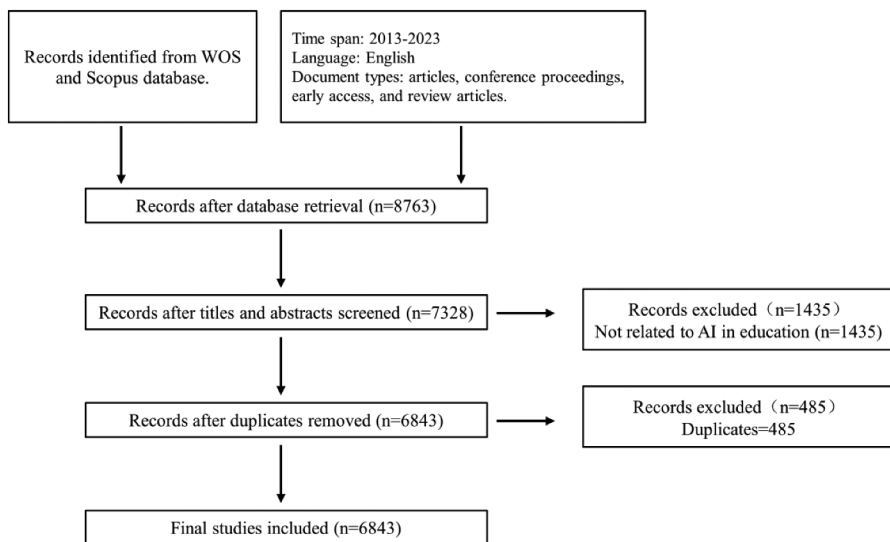 Records identified from WOS
and Scopus database.
Time span: 2013-2023
Language: English
Document types: articles, conference proceedings,
early access, and review articles.
Records after database retrieval (n=8763)
Records after titles and abstracts screened (n=7328)
Records excluded（n=1435）
Not related to AI in education (n=1435)
Records after duplicates removed (n=6843)
Records excluded（n=485）
Duplicates=485
Final studies included (n=6843)